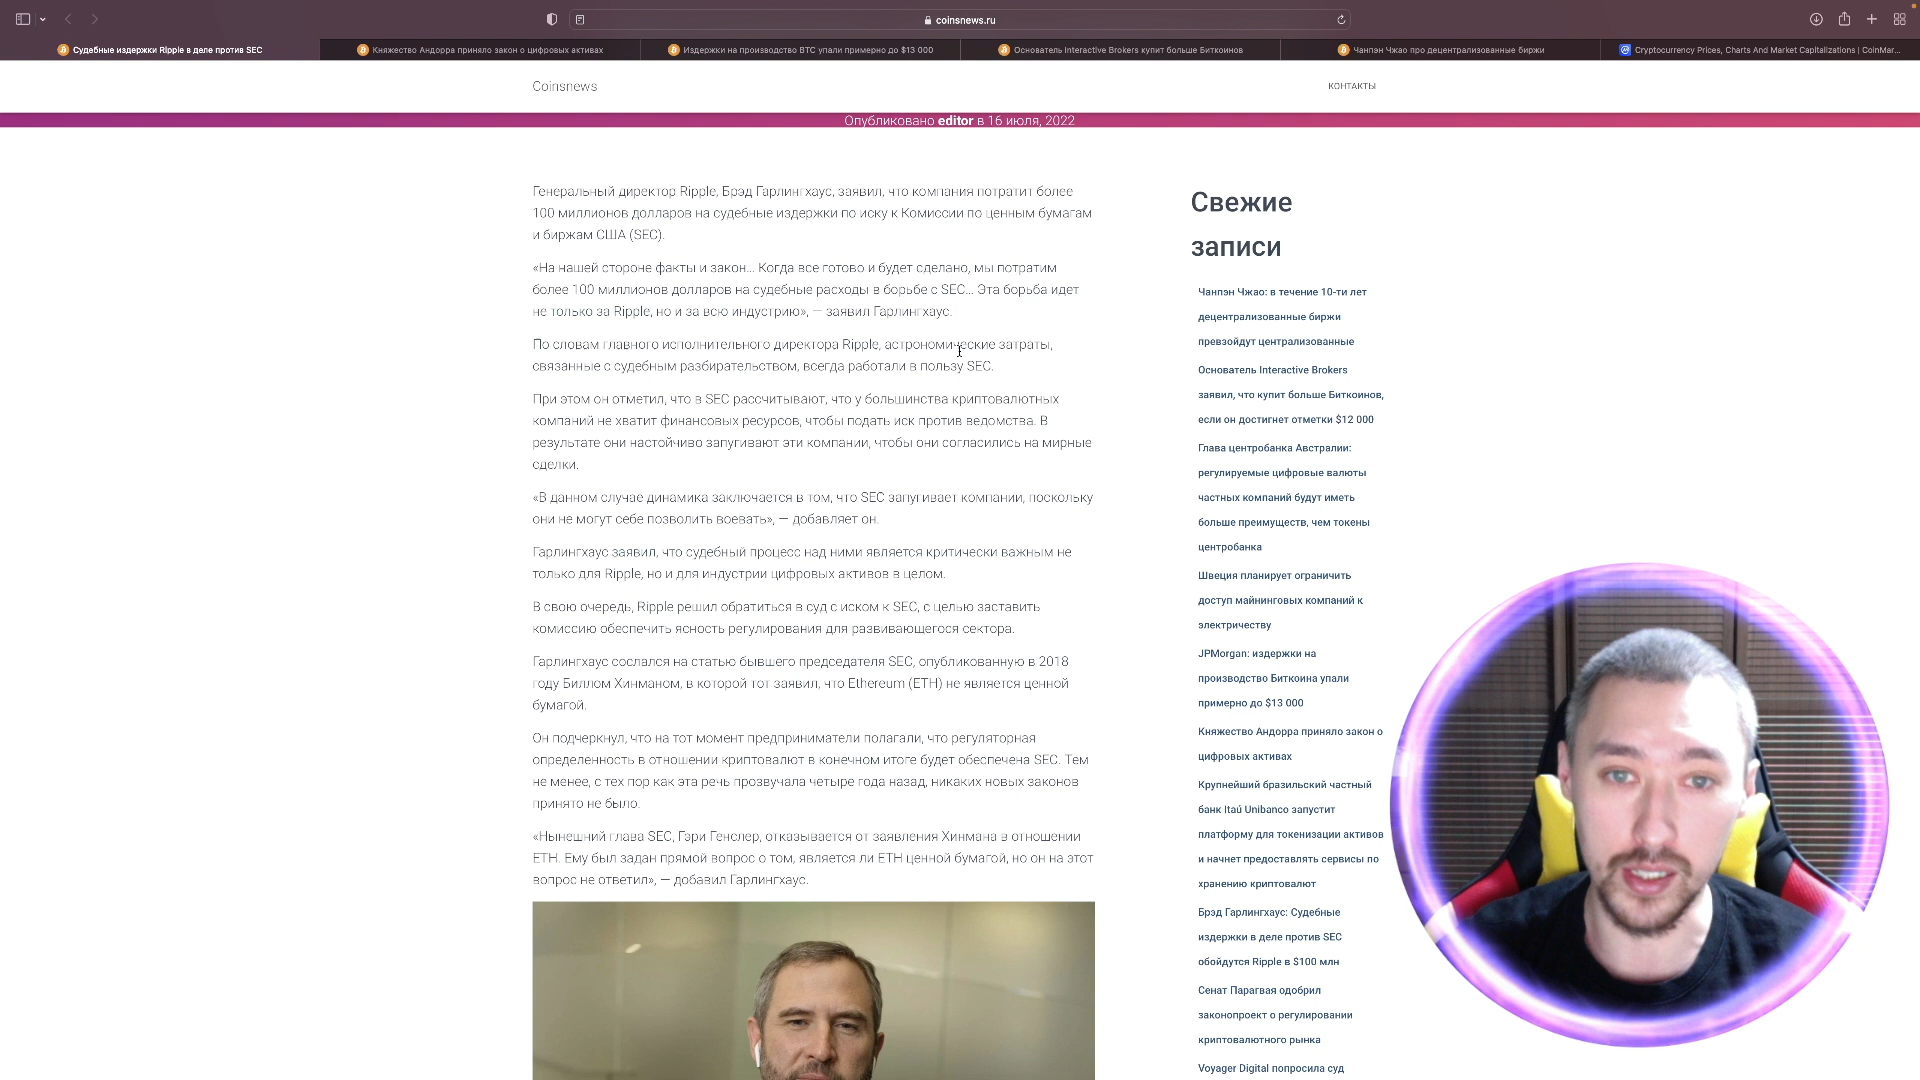 coinsnews.ru
Судебные издержки Ripple в деле против SEC
Княжество Андорра приняло закон о цифровых активах
Издержки на производство BTC упали примерно до $13 000
Основатель Interactive Brokers купит больше Биткоинов
Чанпэн Чжао про децентрализованные биржи
Cryptocurrency Prices, Charts And Market Capitalizations | CoinMar...
Coinsnews
КОНТАКТЫ
Опубликовано editor в 16 июля, 2022
Генеральный директор Ripple, Брэд Гарлингхаус, заявил, что компания потратит более
100 миллионов долларов на судебные издержки по иску к Комиссии по ценным бумагам
и биржам США (SEC).
«На нашей стороне факты и закон... Когда все готово и будет сделано, мы потратим
более 100 миллионов долларов на судебные расходы в борьбе с SEC... Эта борьба идет
не только за Ripple, но и за всю индустрию», — заявил Гарлингхаус.
По словам главного исполнительного директора Ripple, астрономические затраты,
связанные с судебным разбирательством, всегда работали в пользу SEC.
При этом он отметил, что в SEC рассчитывают, что у большинства криптовалютных
компаний не хватит финансовых ресурсов, чтобы подать иск против ведомства. В
результате они настойчиво запугивают эти компании, чтобы они согласились на мирные
сделки.
«В данном случае динамика заключается в том, что SEC запугивает компании, поскольку
они не могут себе позволить воевать», — добавляет он.
Гарлингхаус заявил, что судебный процесс над ними является критически важным не
только для Ripple, но и для индустрии цифровых активов в целом.
В свою очередь, Ripple решил обратиться в суд с иском к SEC, с целью заставить
комиссию обеспечить ясность регулирования для развивающегося сектора.
Гарлингхаус сослался на статью бывшего председателя SEC, опубликованную в 2018
году Биллом Хинманом, в которой тот заявил, что Ethereum (ETH) не является ценной
бумагой.
Он подчеркнул, что на тот момент предприниматели полагали, что регуляторная
определенность в отношении криптовалют в конечном итоге будет обеспечена SEC. Тем
не менее, с тех пор как эта речь прозвучала четыре года назад, никаких новых законов
принято не было.
«Нынешний глава SEC, Гэри Генслер, отказывается от заявления Хинмана в отношении
ETH. Ему был задан прямой вопрос о том, является ли ETH ценной бумагой, но он на этот
вопрос не ответил», — добавил Гарлингхаус.
Свежие
записи
Чанпэн Чжао: в течение 10-ти лет
децентрализованные биржи
превзойдут централизованные
Основатель Interactive Brokers
заявил, что купит больше Биткоинов,
если он достигнет отметки $12 000
Глава центробанка Австралии:
регулируемые цифровые валюты
частных компаний будут иметь
больше преимуществ, чем токены
центробанка
Швеция планирует ограничить
доступ майнинговых компаний к
электричеству
JPMorgan: издержки на
производство Биткоина упали
примерно до $13 000
Княжество Андорра приняло закон о
цифровых активах
Крупнейший бразильский частный
банк Itaú Unibanco запустит
платформу для токенизации активов
и начнет предоставлять сервисы по
хранению криптовалют
Брэд Гарлингхаус: Судебные
издержки в деле против SEC
обойдутся Ripple в $100 млн
Сенат Парагвая одобрил
законопроект о регулировании
криптовалютного рынка
Voyager Digital попросила суд